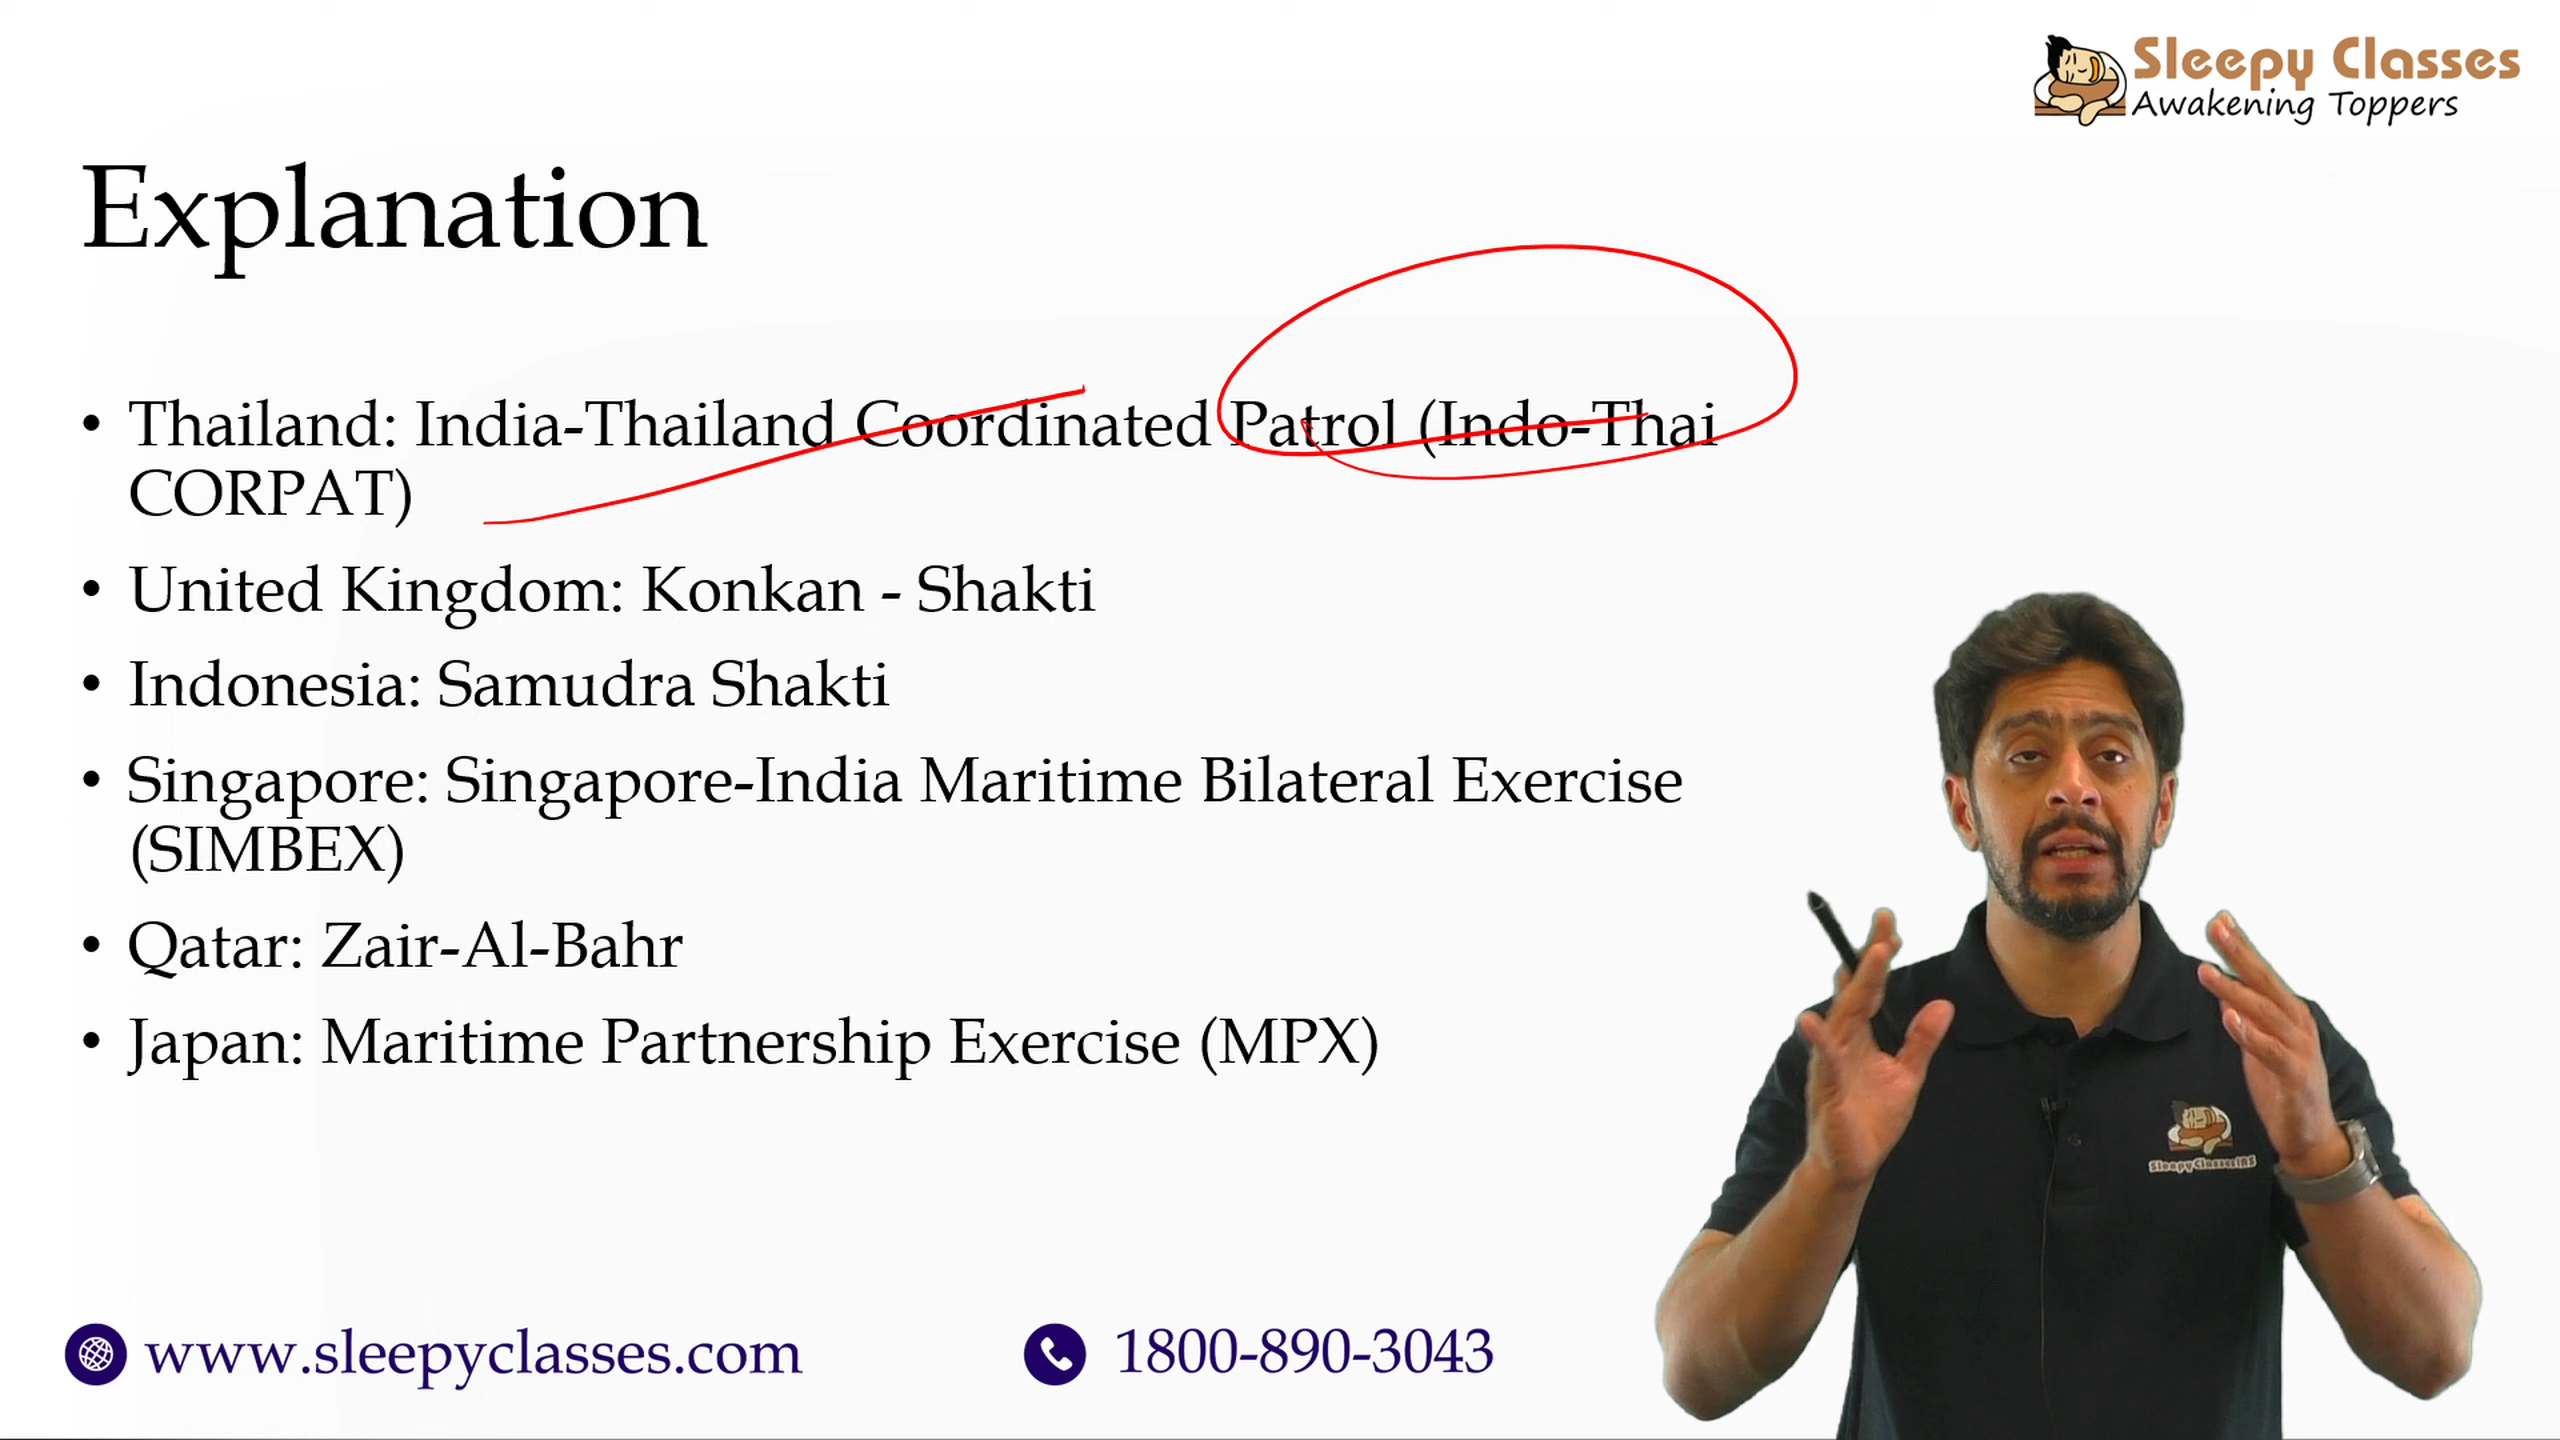 Sleepy Classes
Awakening Toppers
Explanation
• Thailand: India-Thailand Coordinated Patrol (Indo-Thai
CORPAT)
• United Kingdom: Konkan - Shakti
• Indonesia: Samudra Shakti
• Singapore: Singapore-India Maritime Bilateral Exercise
(SIMBEX)
• Qatar: Zair-Al-Bahr
• Japan: Maritime Partnership Exercise (MPX)
SleepyClassesIAS
www.sleepyclasses.com
1800-890-3043